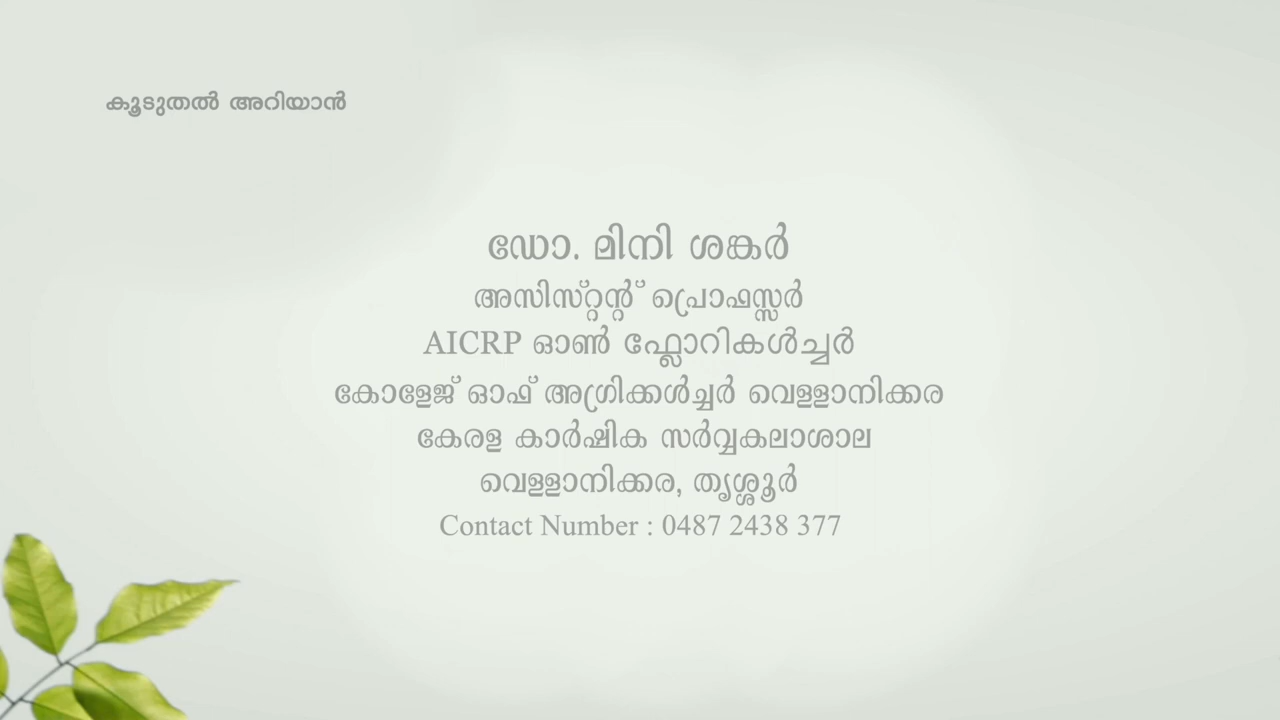 കൂടുതൽ അറിയാൻ
ഡോ. മിനി ശങ്കർ
അസിസ്റ്റന്റ് പ്രൊഫസ്സർ
AICRP ഓൺ ഫ്ലോറികൾച്ചർ
കോളേജ് ഓഫ് അഗ്രിക്കൾച്ചർ വെള്ളാനിക്കര
കേരള കാർഷിക സർവ്വകലാശാല
വെള്ളാനിക്കര, തൃശ്ശൂർ
Contact Number : 0487 2438 377